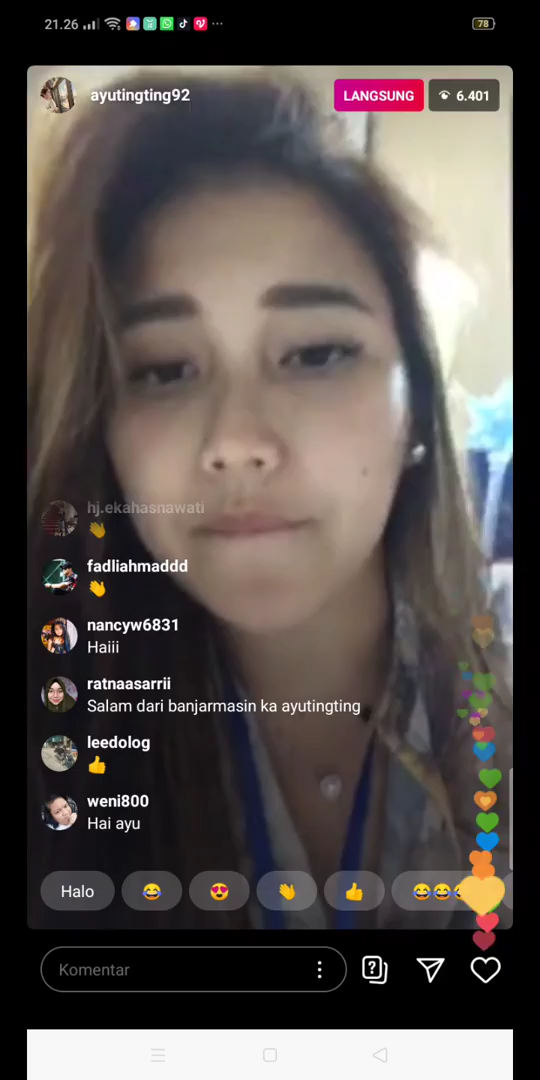 21.26
78
ayutingting92
LANGSUNG
6.401
hj.ekahasnawati
👋
fadliahmaddd
👋
nancyw6831
Haiii
ratnaasarrii
Salam dari banjarmasin ka ayutingting
leedolog
👍
weni800
Hai ayu
Halo 😂 😍 👋 👍 😂😂😂
Komentar